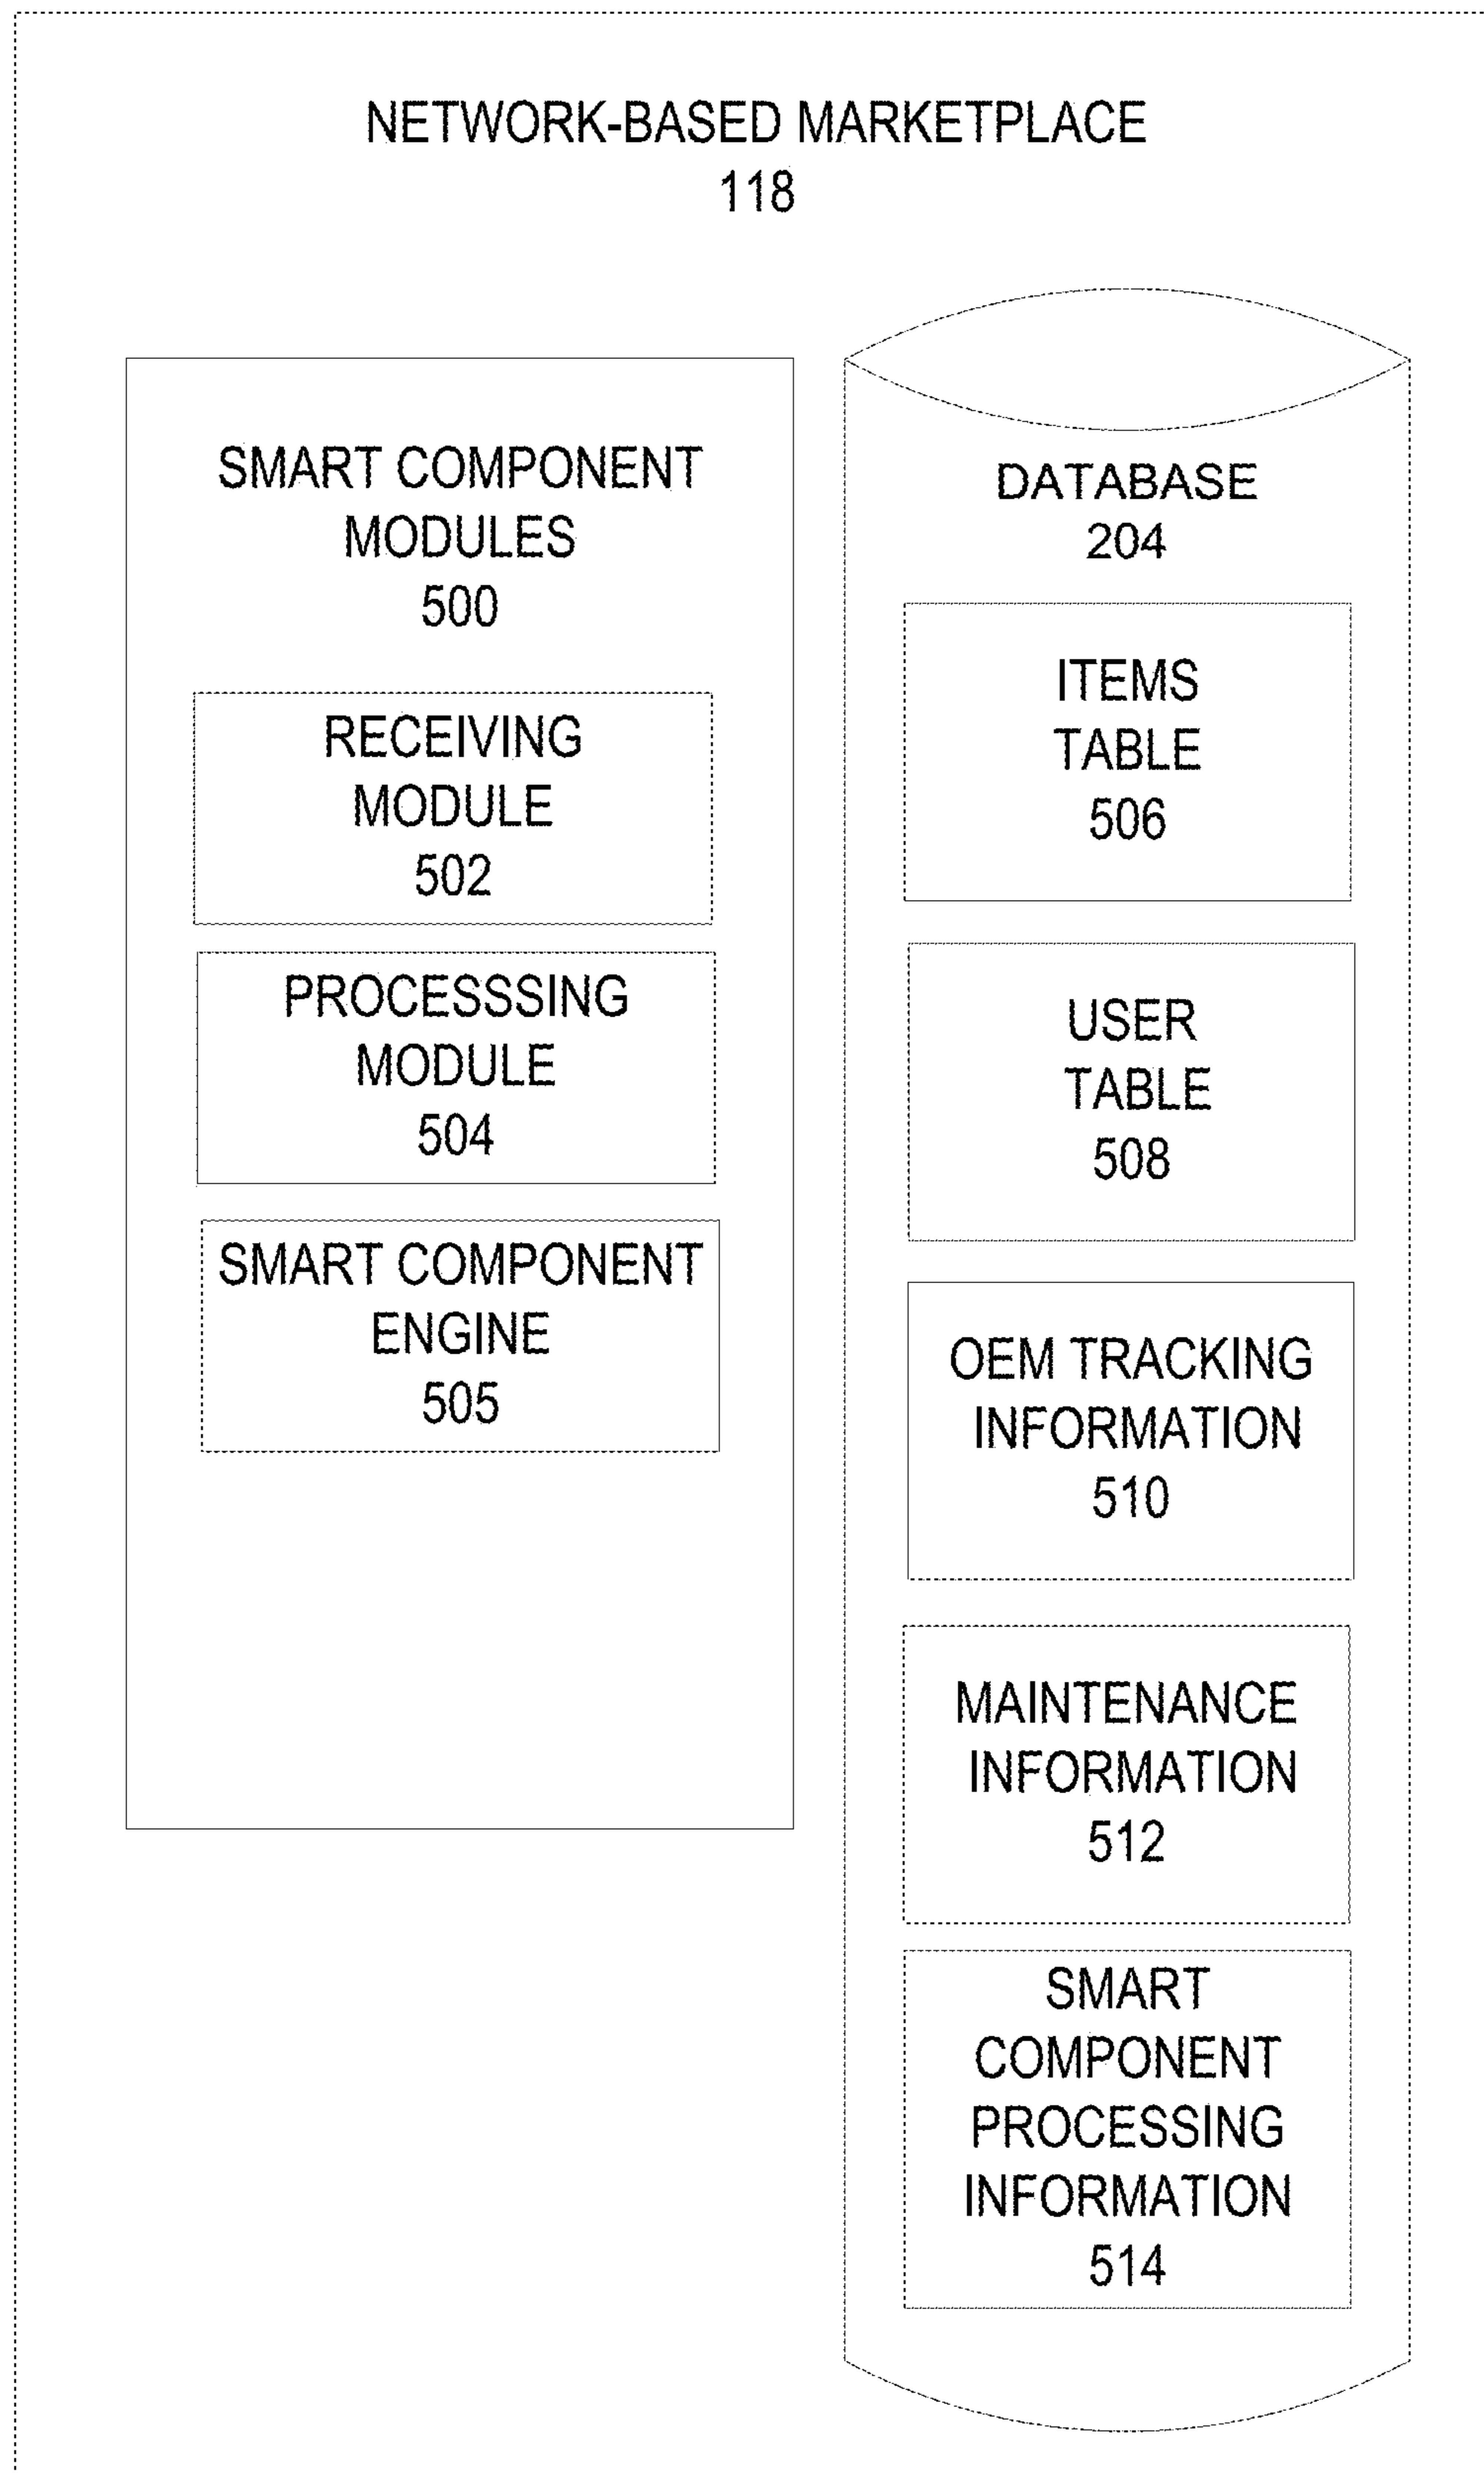 NETWORK-BASED MARKETPLACE
118
SMART COMPONENT
MODULES
500
RECEIVING
MODULE
502
PROCESSSING
MODULE
504
SMART COMPONENT
ENGINE
505
DATABASE
204
ITEMS
TABLE
506
USER
TABLE
508
OEM TRACKING
INFORMATION
510
MAINTENANCE
INFORMATION
512
SMART
COMPONENT
PROCESSING
INFORMATION
514